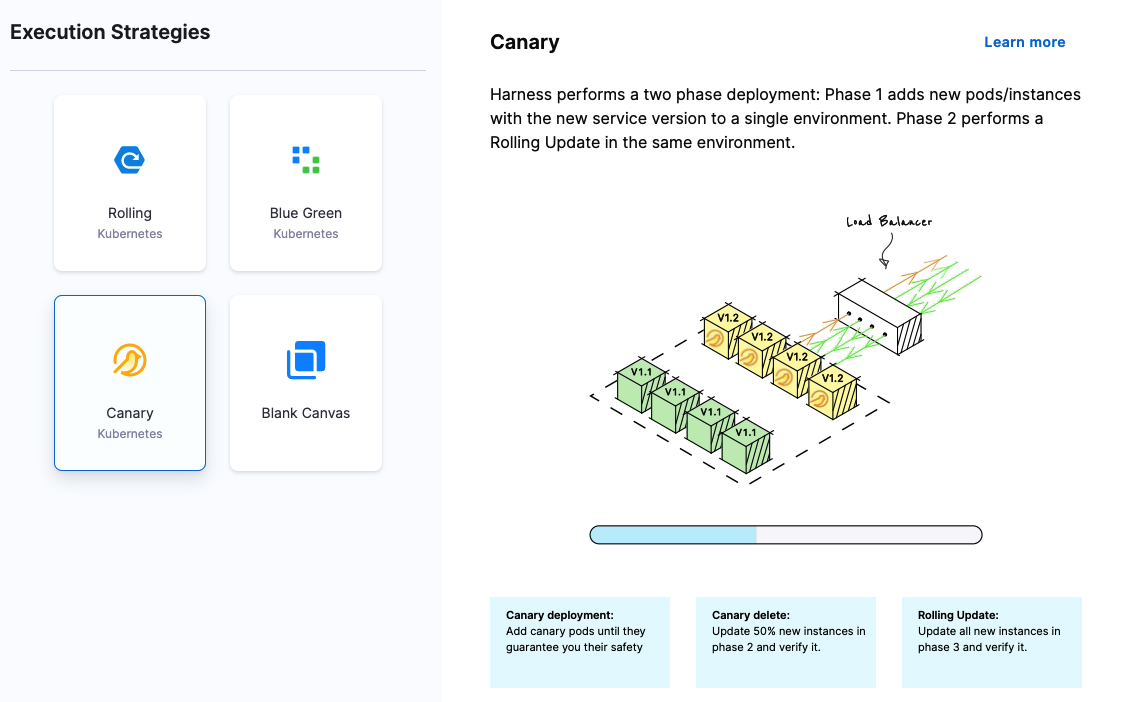 Execution Strategies
Rolling
Kubernetes
Blue Green
Kubernetes
Canary
Kubernetes
Blank Canvas
Canary
Learn more
Harness performs a two phase deployment: Phase 1 adds new pods/instances
with the new service version to a single environment. Phase 2 performs a
Rolling Update in the same environment.
Load Balancer
V1.2
V1.2
V1.2
V1.2
V1.1
V1.1
V1.1
V1.1
Canary deployment:
Add canary pods until they
guarantee you their safety
Canary delete:
Update 50% new instances in
phase 2 and verify it.
Rolling Update:
Update all new instances in
phase 3 and verify it.